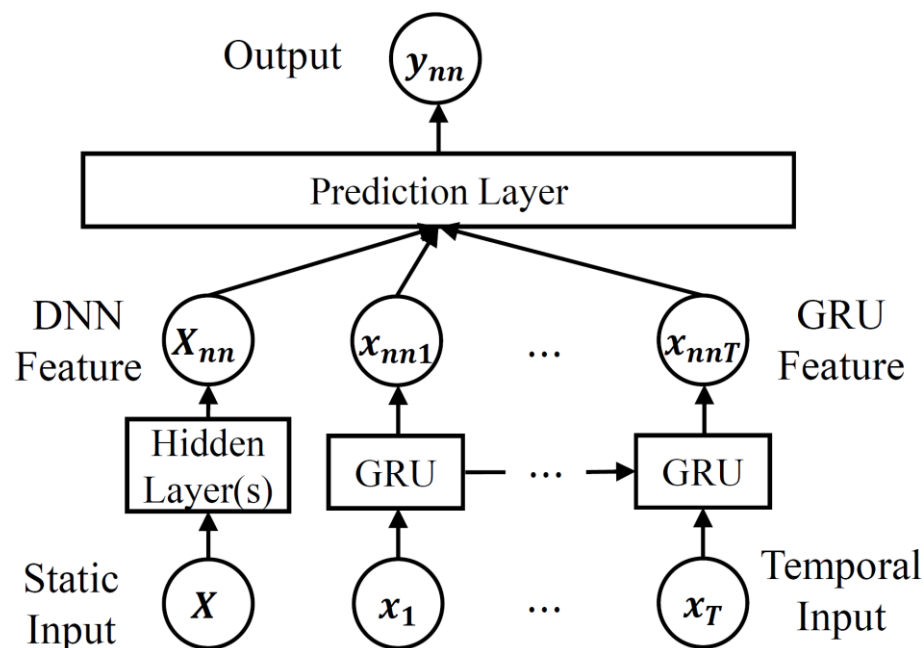 Output
y_nn
Prediction Layer
DNN
Feature
X_nn
x_nn1
...
x_nnT
GRU
Feature
Hidden
Layer(s)
GRU
...
GRU
Static
Input
X
x_1
...
x_T
Temporal
Input